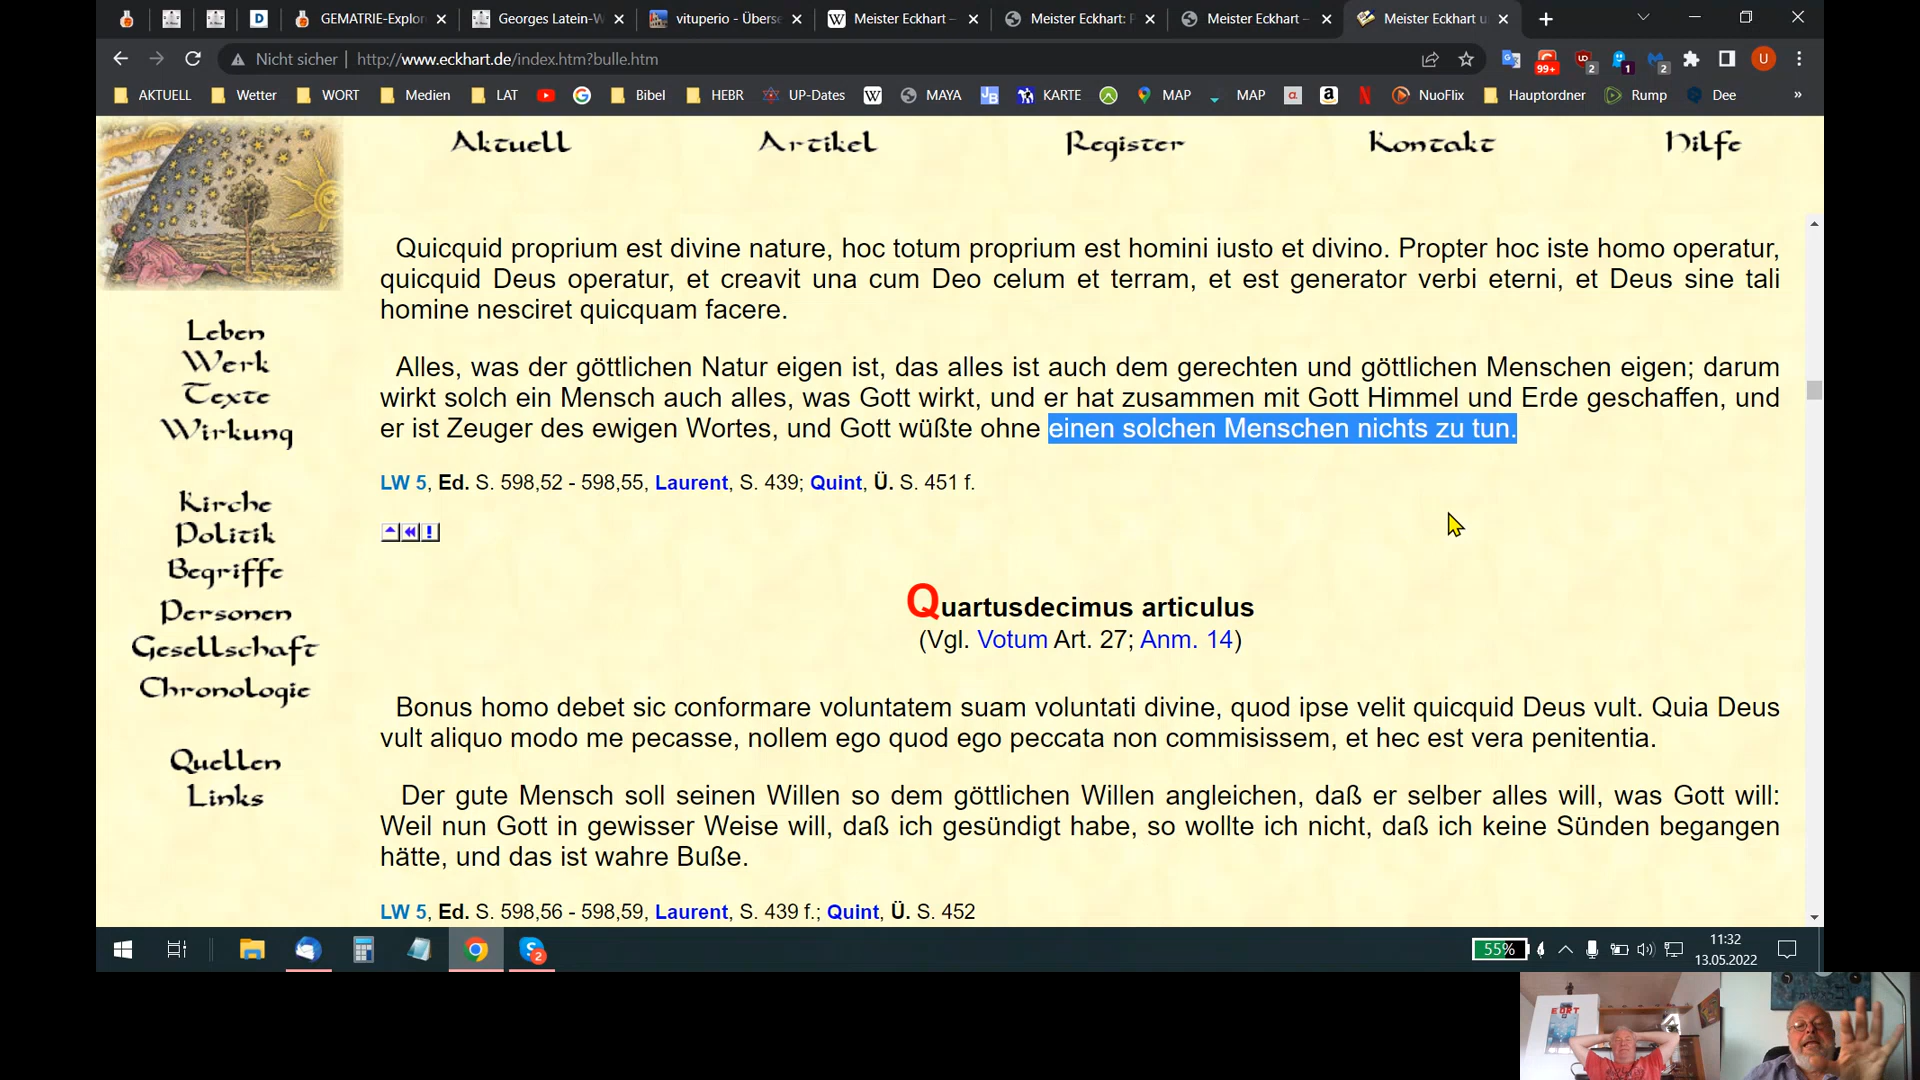 GEMATRIE-Explor
Georges Latein-W
vituperio - Überse
Meister Eckhart –
Meister Eckhart: P
Meister Eckhart –
Meister Eckhart u
Nicht sicher | http://www.eckhart.de/index.htm?bulle.htm
99+
2
1
2
U
AKTUELL Wetter WORT Medien LAT Bibel HEBR UP-Dates MAYA KARTE MAP MAP NuoFlix Hauptordner Rump Dee »
Aktuell Artikel Register Kontakt Hilfe
Leben
Werk
Texte
Wirkung
Kirche
Politik
Begriffe
Personen
Gesellschaft
Chronologie
Quellen
Links
Quicquid proprium est divine nature, hoc totum proprium est homini iusto et divino. Propter hoc iste homo operatur,
quicquid Deus operatur, et creavit una cum Deo celum et terram, et est generator verbi eterni, et Deus sine tali
homine nesciret quicquam facere.
Alles, was der göttlichen Natur eigen ist, das alles ist auch dem gerechten und göttlichen Menschen eigen; darum
wirkt solch ein Mensch auch alles, was Gott wirkt, und er hat zusammen mit Gott Himmel und Erde geschaffen, und
er ist Zeuger des ewigen Wortes, und Gott wüßte ohne einen solchen Menschen nichts zu tun.
LW 5, Ed. S. 598,52 - 598,55, Laurent, S. 439; Quint, Ü. S. 451 f.
Quartusdecimus articulus
(Vgl. Votum Art. 27; Anm. 14)
Bonus homo debet sic conformare voluntatem suam voluntati divine, quod ipse velit quicquid Deus vult. Quia Deus
vult aliquo modo me pecasse, nollem ego quod ego peccata non commisissem, et hec est vera penitentia.
Der gute Mensch soll seinen Willen so dem göttlichen Willen angleichen, daß er selber alles will, was Gott will:
Weil nun Gott in gewisser Weise will, daß ich gesündigt habe, so wollte ich nicht, daß ich keine Sünden begangen
hätte, und das ist wahre Buße.
LW 5, Ed. S. 598,56 - 598,59, Laurent, S. 439 f.; Quint, Ü. S. 452
2
55%
11:32
13.05.2022